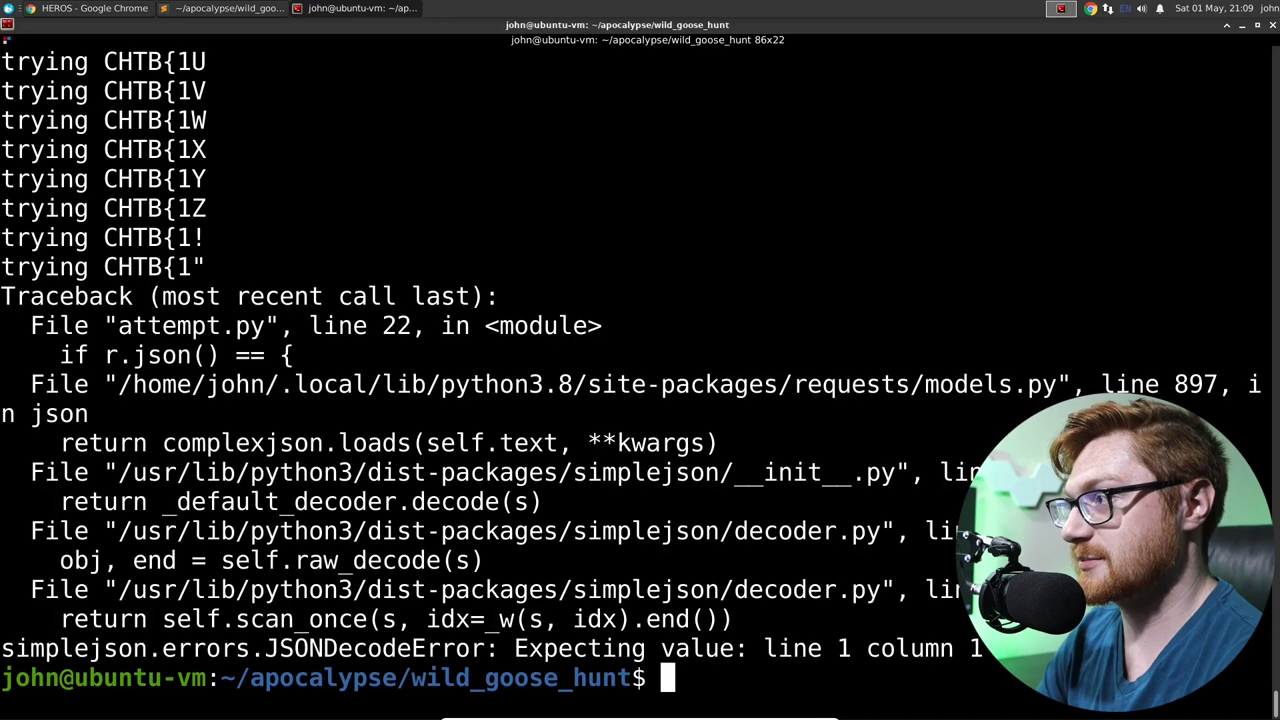 HEROS - Google Chrome
~/apocalypse/wild_goo...
john@ubuntu-vm: ~/ap...
EN
Sat 01 May, 21:09
john
john@ubuntu-vm: ~/apocalypse/wild_goose_hunt
john@ubuntu-vm: ~/apocalypse/wild_goose_hunt 86x22
trying CHTB{1U
trying CHTB{1V
trying CHTB{1W
trying CHTB{1X
trying CHTB{1Y
trying CHTB{1Z
trying CHTB{1!
trying CHTB{1"
Traceback (most recent call last):
File "attempt.py", line 22, in <module>
if r.json() == {
File "/home/john/.local/lib/python3.8/site-packages/requests/models.py", line 897, i
n json
return complexjson.loads(self.text, **kwargs)
File "/usr/lib/python3/dist-packages/simplejson/__init__.py", lin
return _default_decoder.decode(s)
File "/usr/lib/python3/dist-packages/simplejson/decoder.py", lin
obj, end = self.raw_decode(s)
File "/usr/lib/python3/dist-packages/simplejson/decoder.py", lin
return self.scan_once(s, idx=_w(s, idx).end())
simplejson.errors.JSONDecodeError: Expecting value: line 1 column 1
john@ubuntu-vm:~/apocalypse/wild_goose_hunt$